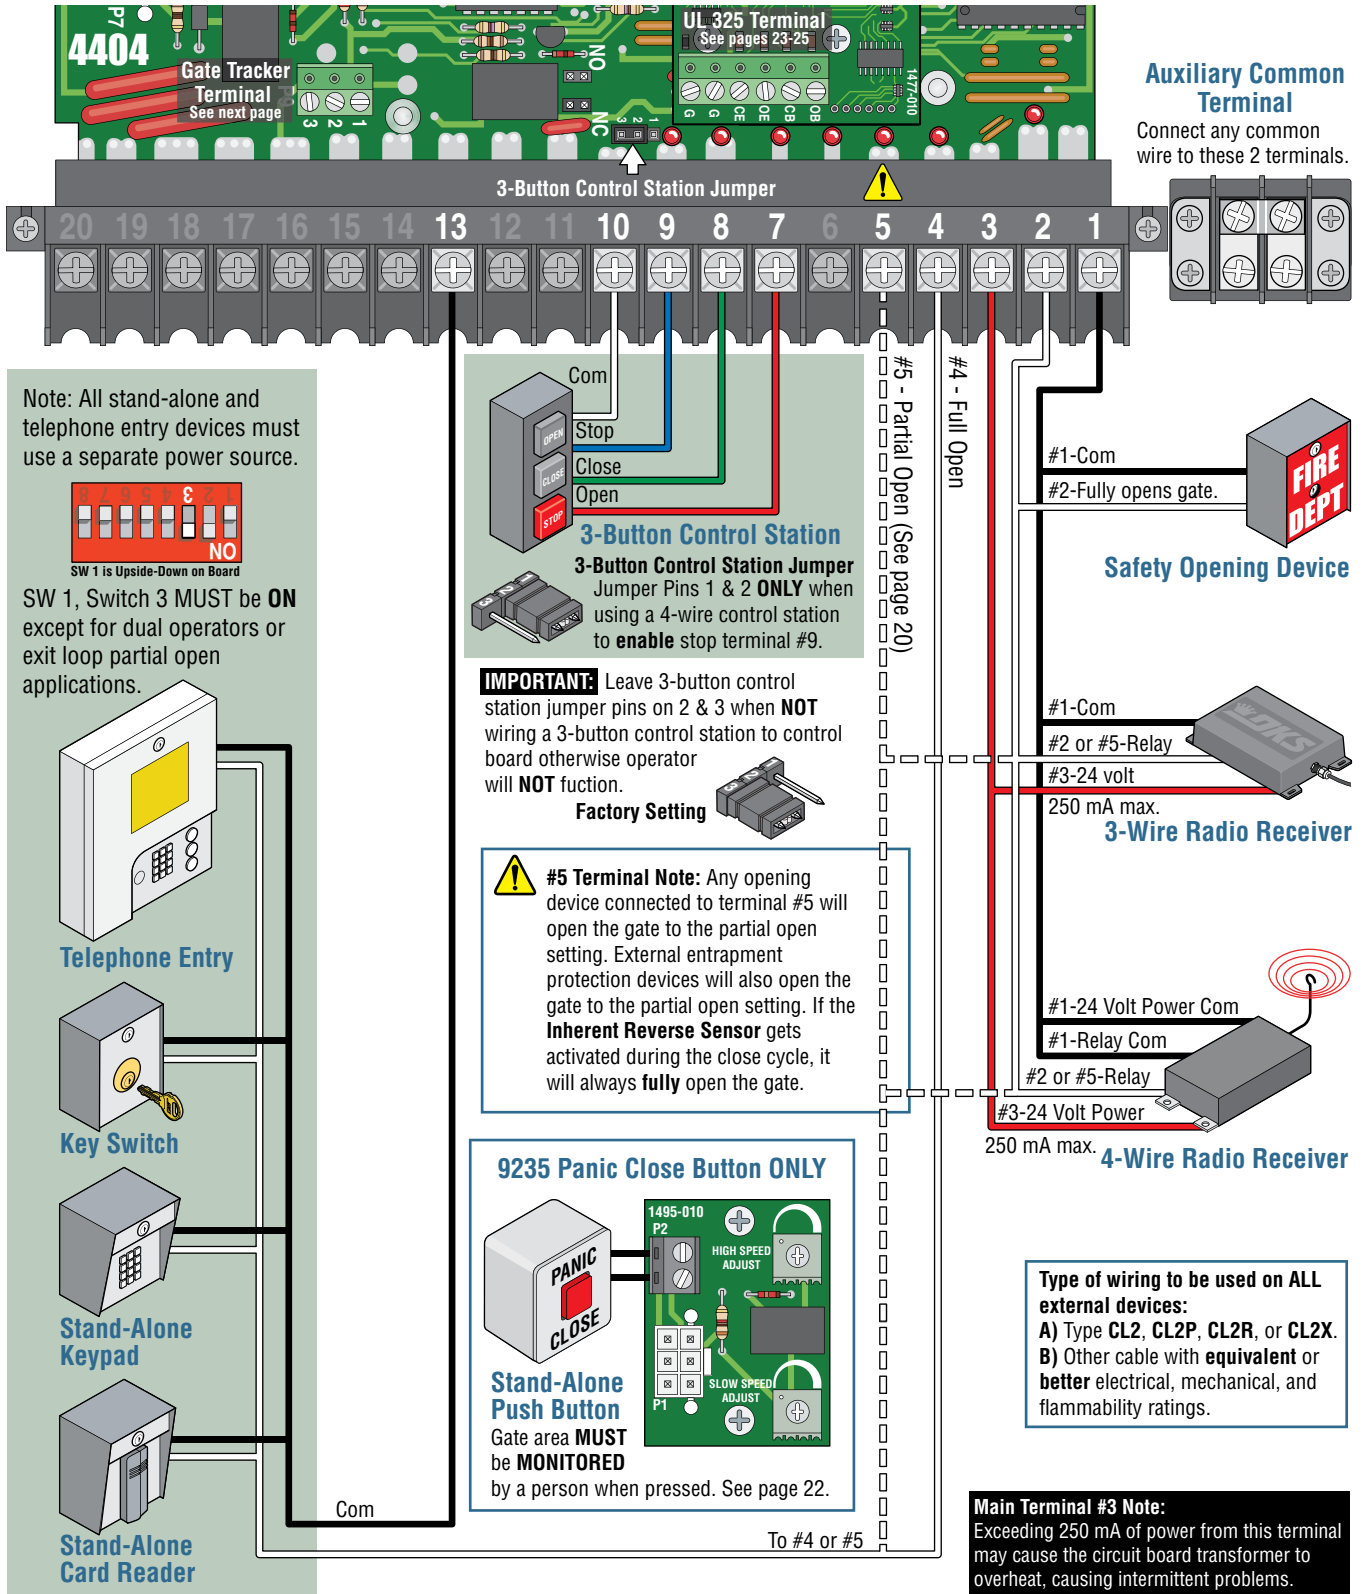 P7
4404
Gate Tracker
Terminal
See next page
P9
3 2 1
NO
NC
3 2 1
UL 325 Terminal
See pages 23-25
G G CE OE CB OB
1477-010
Auxiliary Common
Terminal
Connect any common
wire to these 2 terminals.
3-Button Control Station Jumper
20 19 18 17 16 15 14 13 12 11 10 9 8 7 6 5 4 3 2 1
Note: All stand-alone and
telephone entry devices must
use a separate power source.
8 7 6 5 4 3 2 1
ON
SW 1 is Upside-Down on Board
SW 1, Switch 3 MUST be ON
except for dual operators or
exit loop partial open
applications.
Telephone Entry
Key Switch
Stand-Alone
Keypad
Stand-Alone
Card Reader
Com
Com
Stop
Close
Open
OPEN
CLOSE
STOP
3-Button Control Station
3-Button Control Station Jumper
Jumper Pins 1 & 2 ONLY when
using a 4-wire control station
to enable stop terminal #9.
1 2 3
IMPORTANT: Leave 3-button control
station jumper pins on 2 & 3 when NOT
wiring a 3-button control station to control
board otherwise operator
will NOT fuction.
Factory Setting
1 2 3
#5 Terminal Note: Any opening
device connected to terminal #5 will
open the gate to the partial open
setting. External entrapment
protection devices will also open the
gate to the partial open setting. If the
Inherent Reverse Sensor gets
activated during the close cycle, it
will always fully open the gate.
9235 Panic Close Button ONLY
PANIC
CLOSE
1495-010
P2
HIGH SPEED
ADJUST
SLOW SPEED
ADJUST
P1
Stand-Alone
Push Button
Gate area MUST
be MONITORED
by a person when pressed. See page 22.
To #4 or #5
#5 - Partial Open (See page 20)
#4 - Full Open
#1-Com
#2-Fully opens gate.
FIRE
DEPT
Safety Opening Device
#1-Com
#2 or #5-Relay
#3-24 volt
250 mA max.
DKS
3-Wire Radio Receiver
#1-24 Volt Power Com
#1-Relay Com
#2 or #5-Relay
#3-24 Volt Power
250 mA max.
4-Wire Radio Receiver
Type of wiring to be used on ALL
external devices:
A) Type CL2, CL2P, CL2R, or CL2X.
B) Other cable with equivalent or
better electrical, mechanical, and
flammability ratings.
Main Terminal #3 Note:
Exceeding 250 mA of power from this terminal
may cause the circuit board transformer to
overheat, causing intermittent problems.